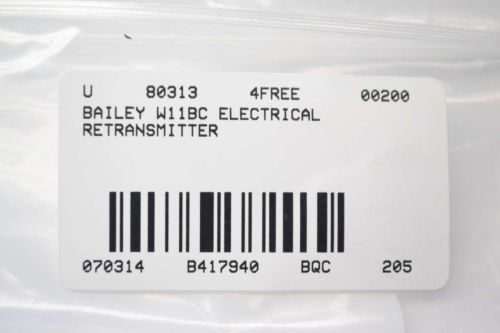 U 80313 4FREE 00200
BAILEY W11BC ELECTRICAL
RETRANSMITTER
070314 B417940 BQC 205